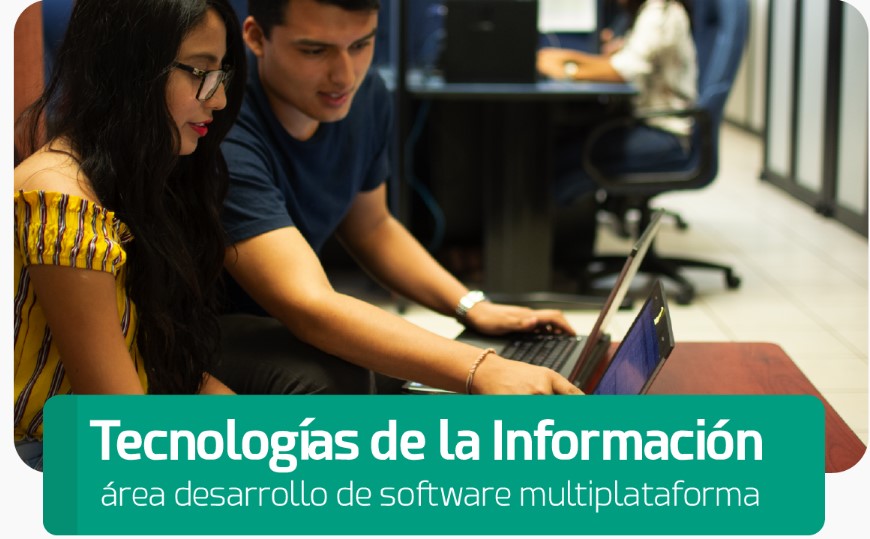 Tecnologías de la Información
área desarrollo de software multiplataforma